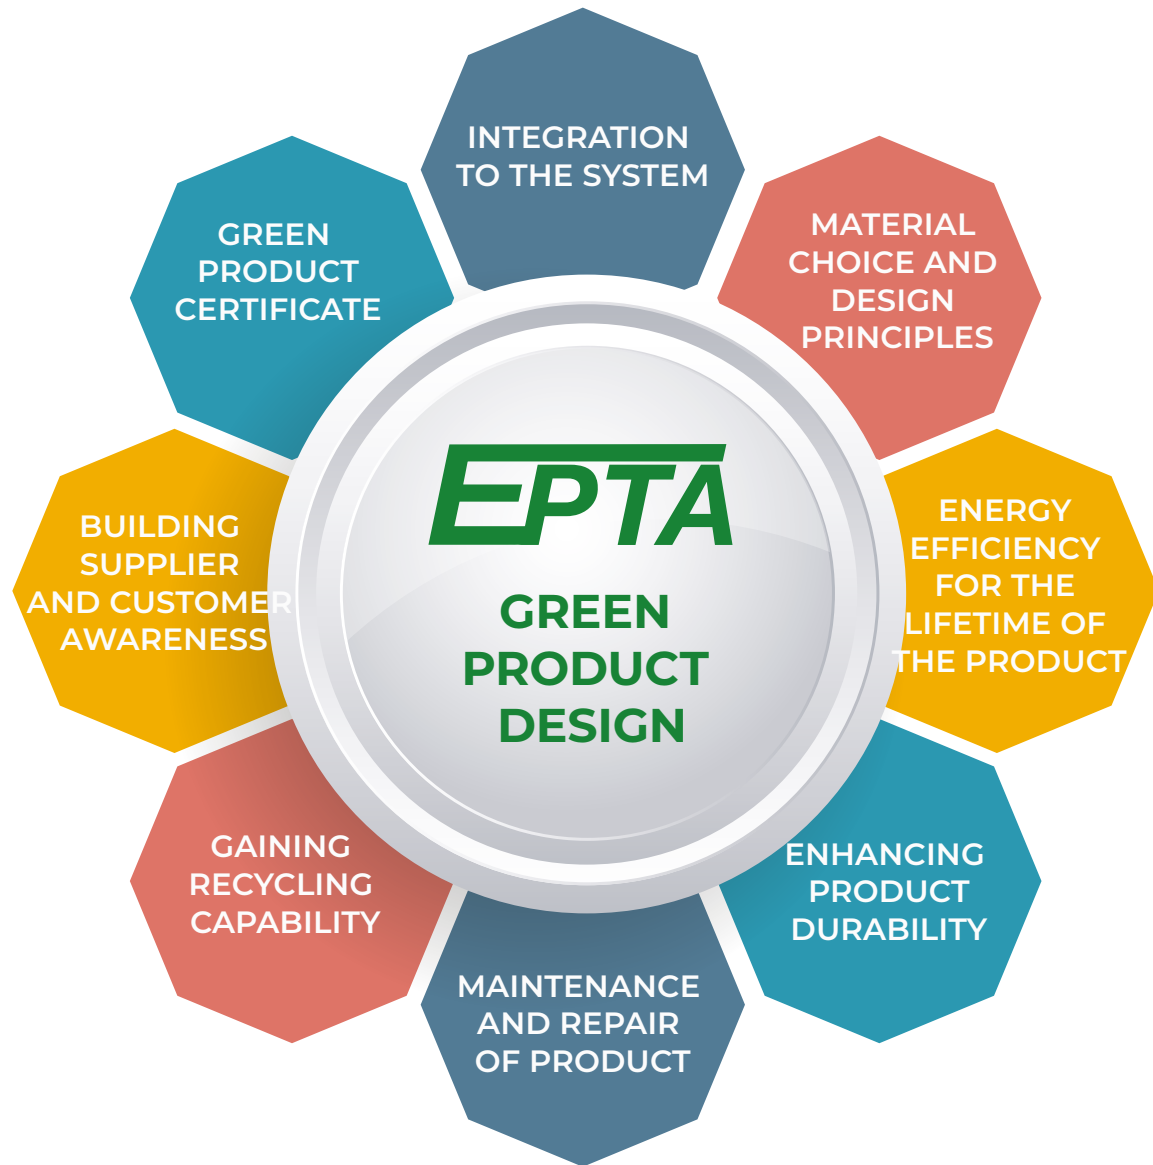 INTEGRATION
TO THE SYSTEM
MATERIAL
CHOICE AND
DESIGN
PRINCIPLES
ENERGY
EFFICIENCY
FOR THE
LIFETIME OF
THE PRODUCT
ENHANCING
PRODUCT
DURABILITY
MAINTENANCE
AND REPAIR
OF PRODUCT
GAINING
RECYCLING
CAPABILITY
BUILDING
SUPPLIER
AND CUSTOMER
AWARENESS
GREEN
PRODUCT
CERTIFICATE
EPTA
GREEN
PRODUCT
DESIGN